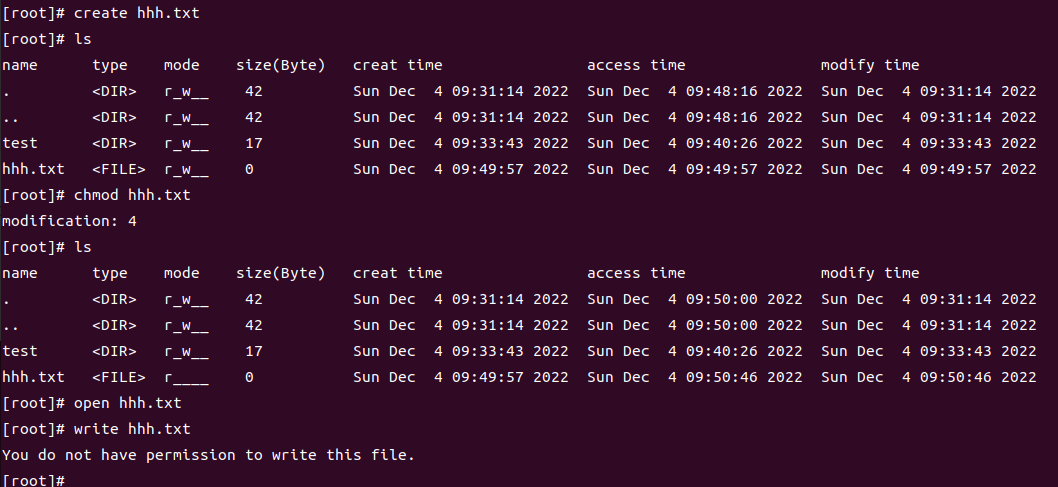 [root]# create hhh.txt
[root]# ls
name      type    mode    size(Byte)   creat time                access time               modify time
.         <DIR>   r_w__    42          Sun Dec  4 09:31:14 2022  Sun Dec  4 09:48:16 2022  Sun Dec  4 09:31:14 2022
..        <DIR>   r_w__    42          Sun Dec  4 09:31:14 2022  Sun Dec  4 09:48:16 2022  Sun Dec  4 09:31:14 2022
test      <DIR>   r_w__    17          Sun Dec  4 09:33:43 2022  Sun Dec  4 09:40:26 2022  Sun Dec  4 09:33:43 2022
hhh.txt   <FILE>  r_w__    0           Sun Dec  4 09:49:57 2022  Sun Dec  4 09:49:57 2022  Sun Dec  4 09:49:57 2022
[root]# chmod hhh.txt
modification: 4
[root]# ls
name      type    mode    size(Byte)   creat time                access time               modify time
.         <DIR>   r_w__    42          Sun Dec  4 09:31:14 2022  Sun Dec  4 09:50:00 2022  Sun Dec  4 09:31:14 2022
..        <DIR>   r_w__    42          Sun Dec  4 09:31:14 2022  Sun Dec  4 09:50:00 2022  Sun Dec  4 09:31:14 2022
test      <DIR>   r_w__    17          Sun Dec  4 09:33:43 2022  Sun Dec  4 09:40:26 2022  Sun Dec  4 09:33:43 2022
hhh.txt   <FILE>  r____    0           Sun Dec  4 09:49:57 2022  Sun Dec  4 09:50:46 2022  Sun Dec  4 09:50:46 2022
[root]# open hhh.txt
[root]# write hhh.txt
You do not have permission to write this file.
[root]#